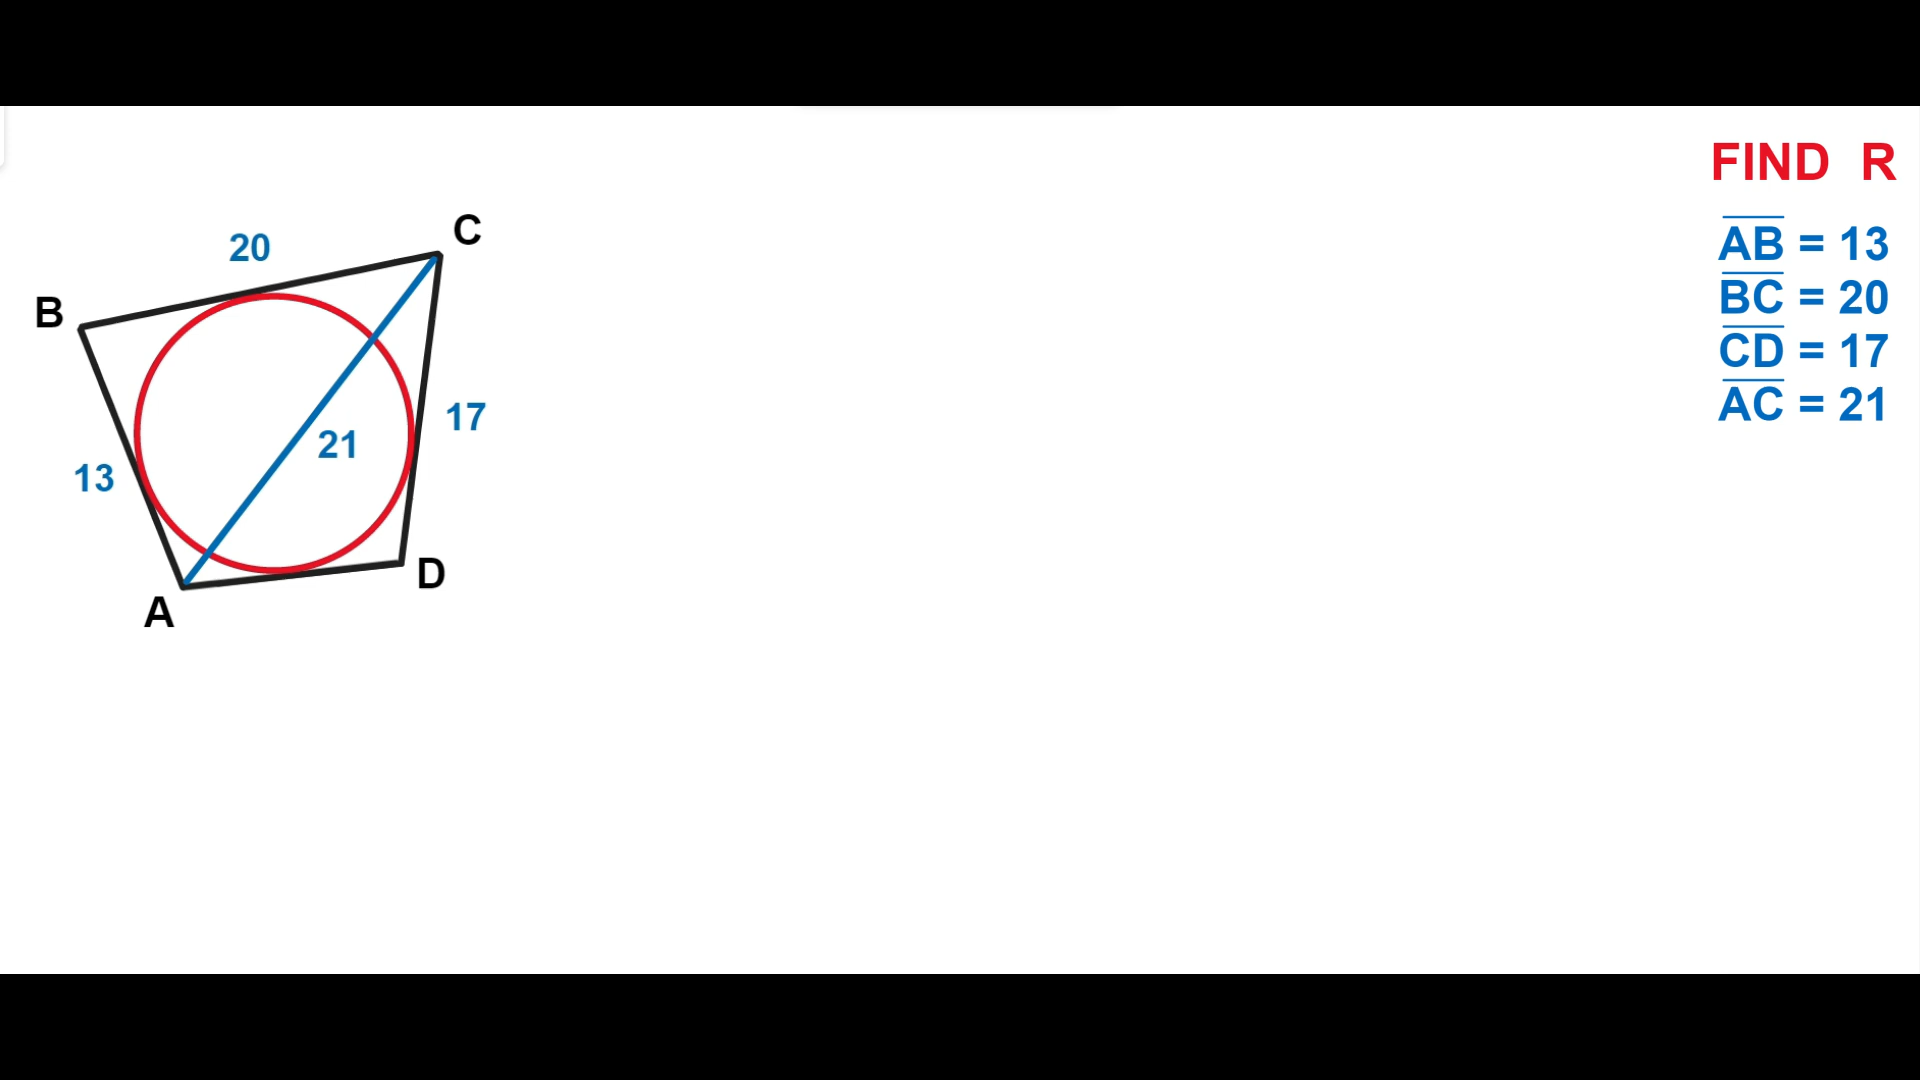 FIND R
AB = 13
BC = 20
CD = 17
AC = 21
C
20
B
17
21
13
D
A